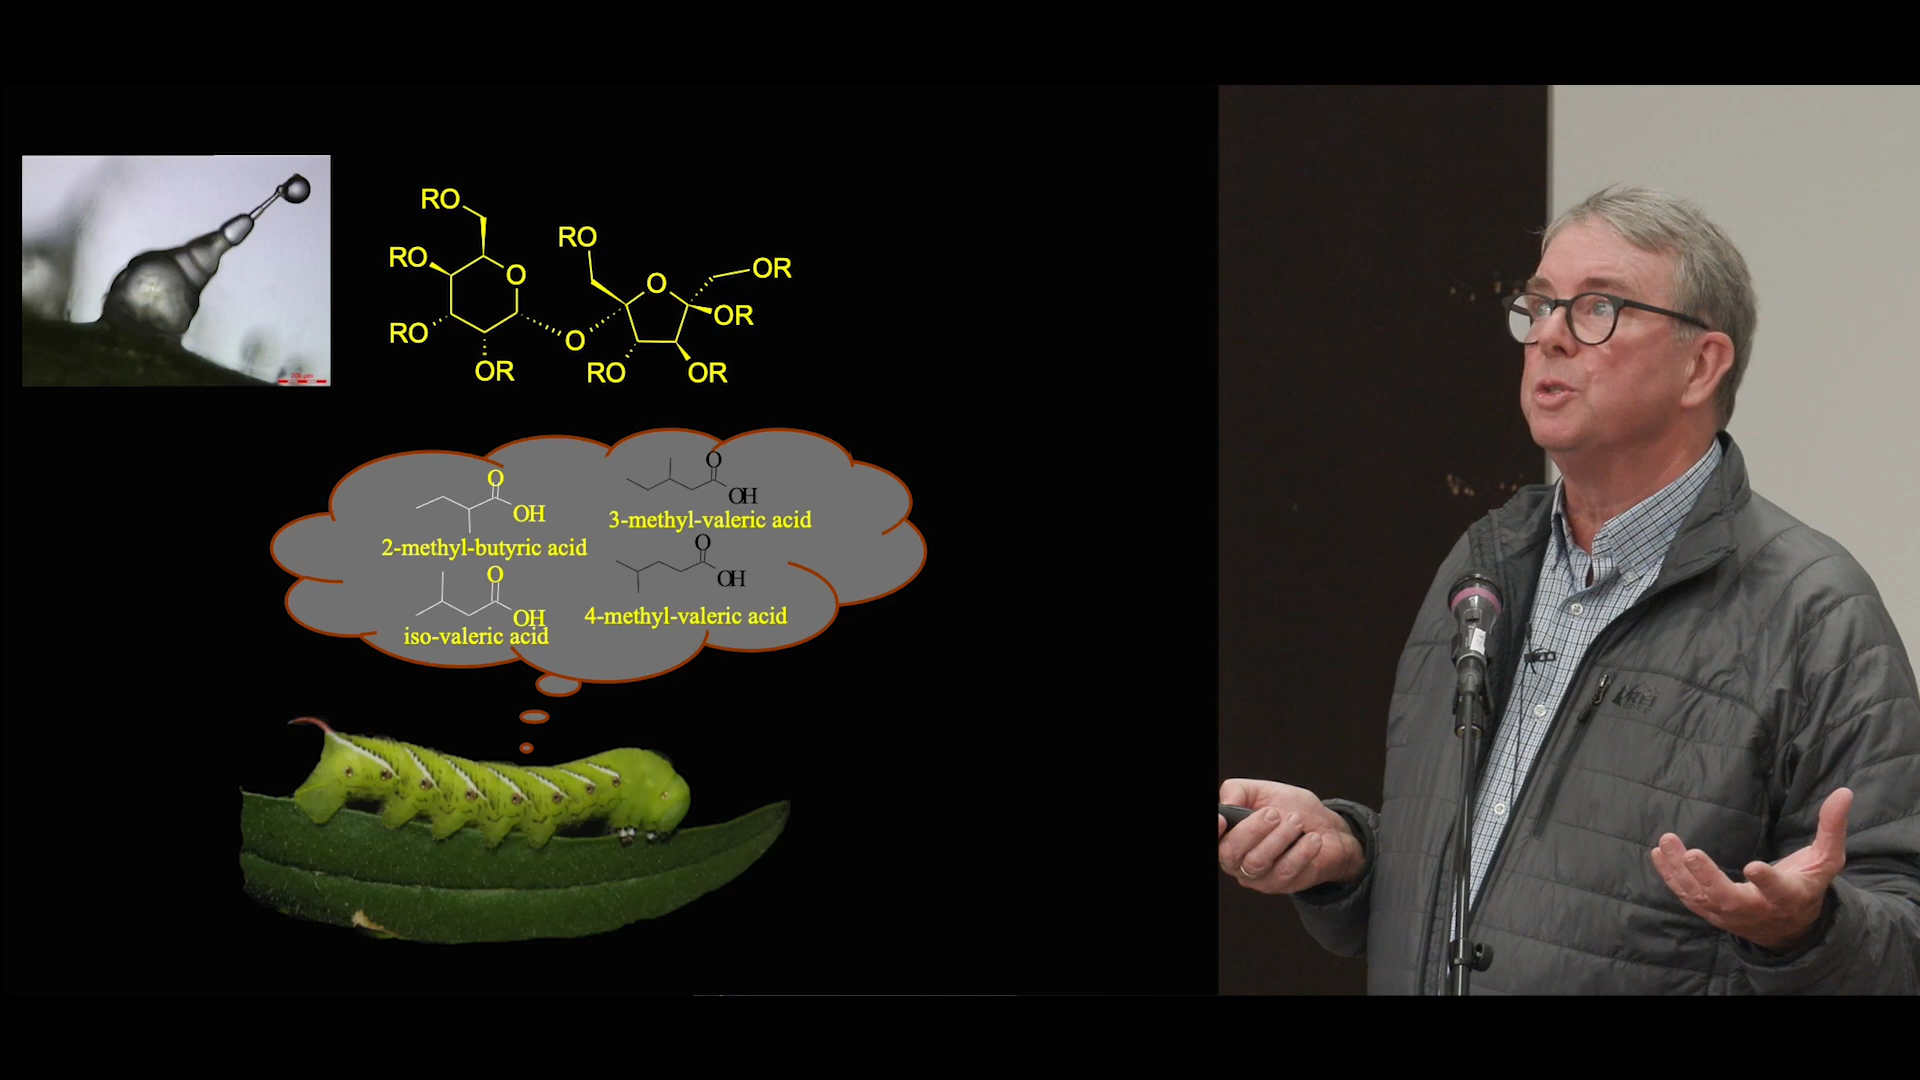 RO
RO
RO
OR
O
O
RO
O
OR
OR
RO
OR
O
OH
2-methyl-butyric acid
O
OH
3-methyl-valeric acid
O
OH
iso-valeric acid
O
OH
4-methyl-valeric acid
REI